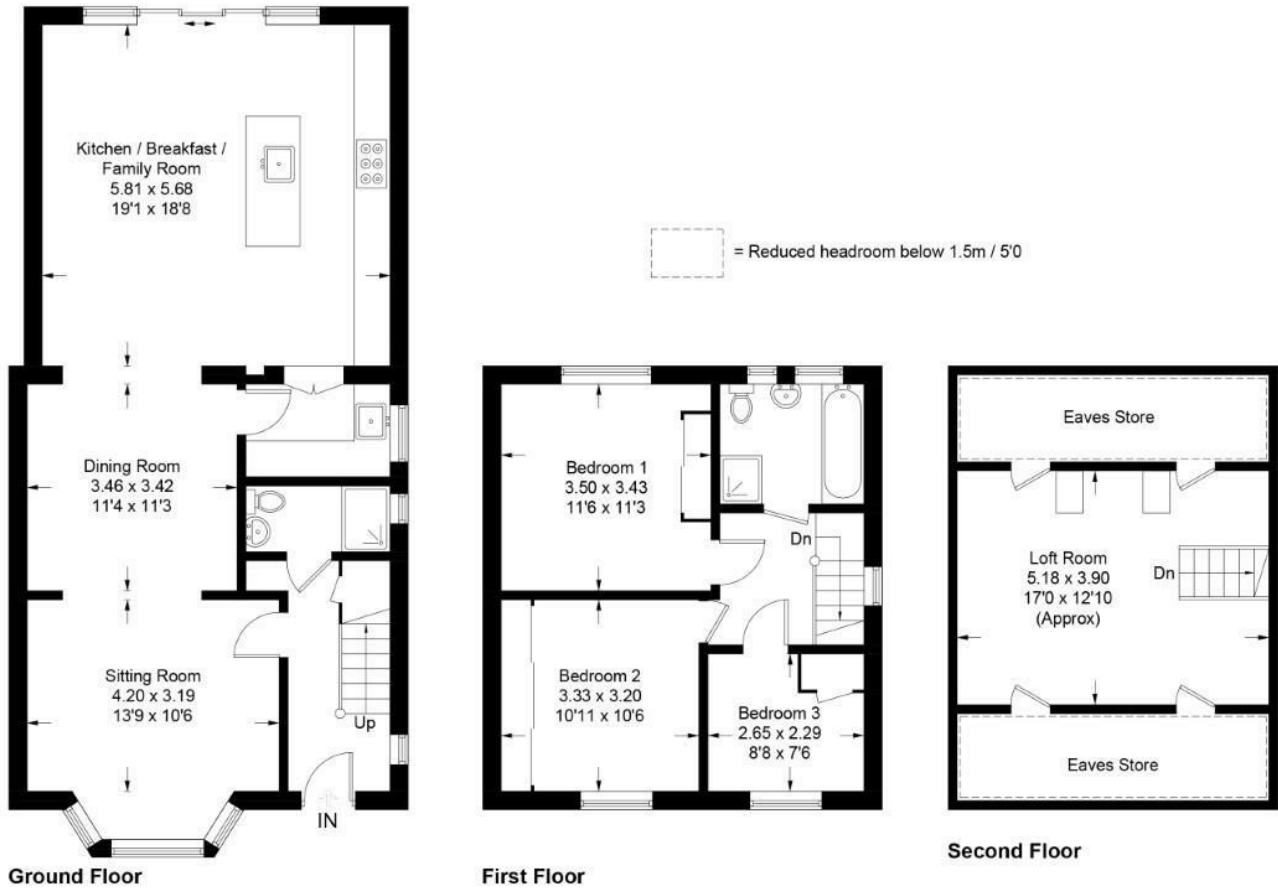 Kitchen / Breakfast /
Family Room
5.81 x 5.68
19'1 x 18'8
= Reduced headroom below 1.5m / 5'0
Dining Room
3.46 x 3.42
11'4 x 11'3
Sitting Room
4.20 x 3.19
13'9 x 10'6
Up
IN
Ground Floor
Bedroom 1
3.50 x 3.43
11'6 x 11'3
Dn
Bedroom 2
3.33 x 3.20
10'11 x 10'6
Bedroom 3
2.65 x 2.29
8'8 x 7'6
First Floor
Eaves Store
Loft Room
5.18 x 3.90
17'0 x 12'10
(Approx)
Dn
Eaves Store
Second Floor